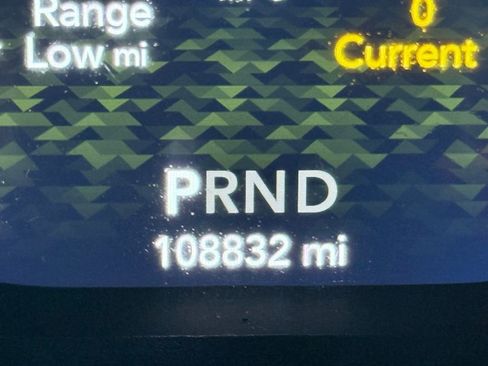 Range
0
Low mi
Current
PRND
108832 mi